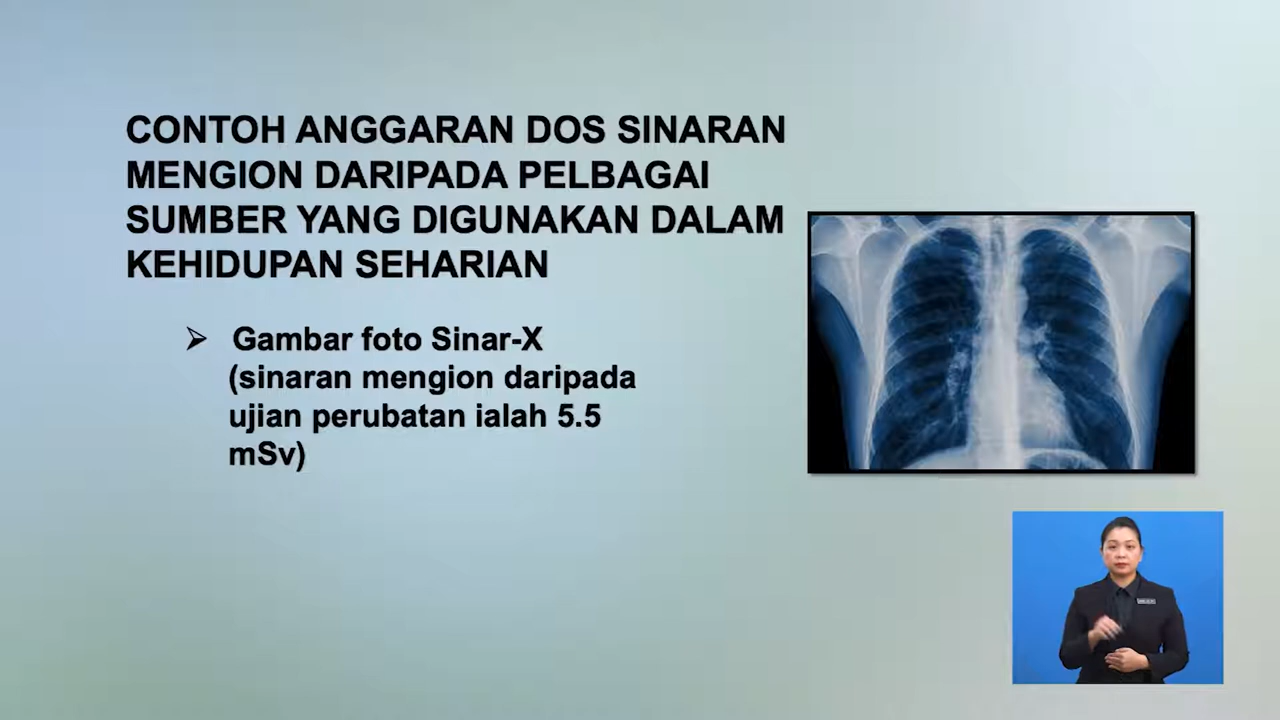 CONTOH ANGGARAN DOS SINARAN
MENGION DARIPADA PELBAGAI
SUMBER YANG DIGUNAKAN DALAM
KEHIDUPAN SEHARIAN
➢ Gambar foto Sinar-X
(sinaran mengion daripada
ujian perubatan ialah 5.5
mSv)